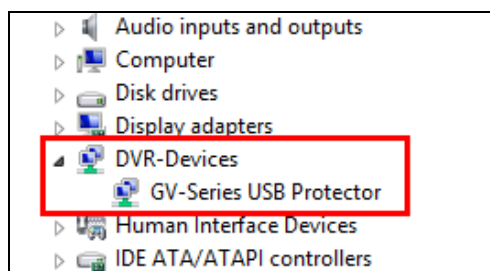 Audio inputs and outputs
Computer
Disk drives
Display adapters
DVR-Devices
GV-Series USB Protector
Human Interface Devices
IDE ATA/ATAPI controllers